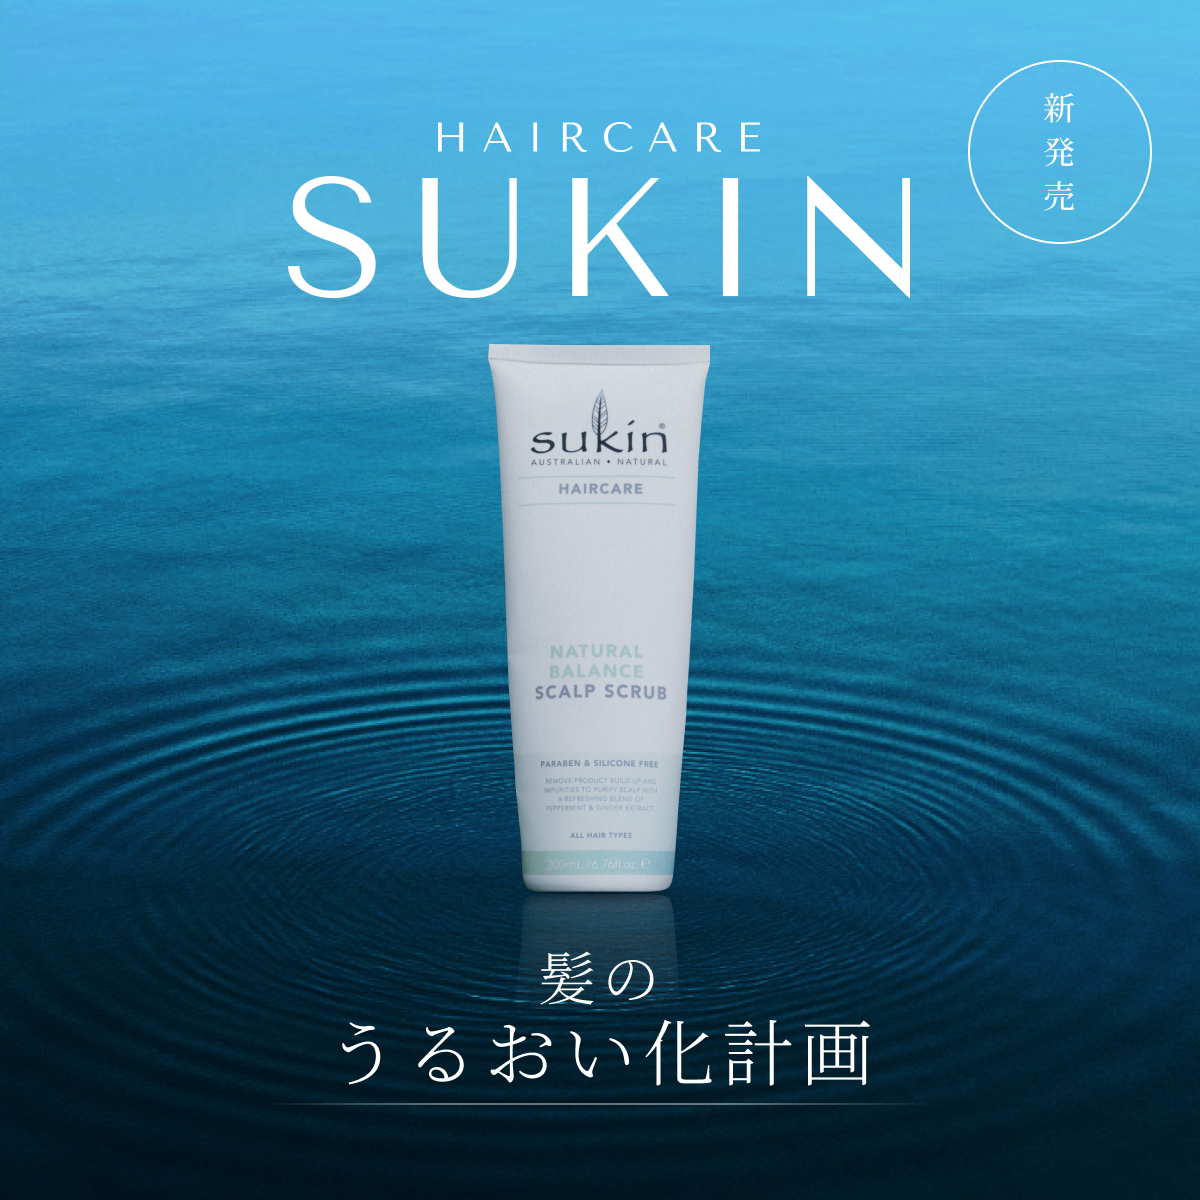 HAIRCARE
SUKIN
新発売
sukin®
AUSTRALIAN • NATURAL
HAIRCARE
NATURAL
BALANCE
SCALP SCRUB
PARABEN & SILICONE FREE
REMOVE PRODUCT BUILD UP AND
IMPURITIES TO PURIFY SCALP WITH
A REFRESHING BLEND OF
PEPPERMINT & GINGER EXTRACT.
ALL HAIR TYPES
200mL /6.76fl.oz. ℮
髪の
うるおい化計画